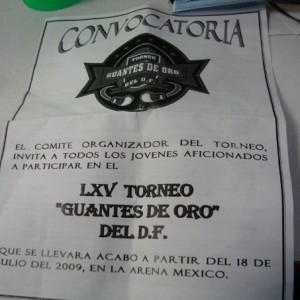 CONVOCATORIA
TORNEO
GUANTES DE ORO
DEL D.F.
EL COMITE ORGANIZADOR DEL TORNEO,
INVITA A TODOS LOS JOVENES AFICIONADOS
A PARTICIPAR EN EL
LXV TORNEO
"GUANTES DE ORO"
DEL D.F.
QUE SE LLEVARA ACABO A PARTIR DEL 18 DE
JULIO DEL 2009, EN LA ARENA MEXICO.